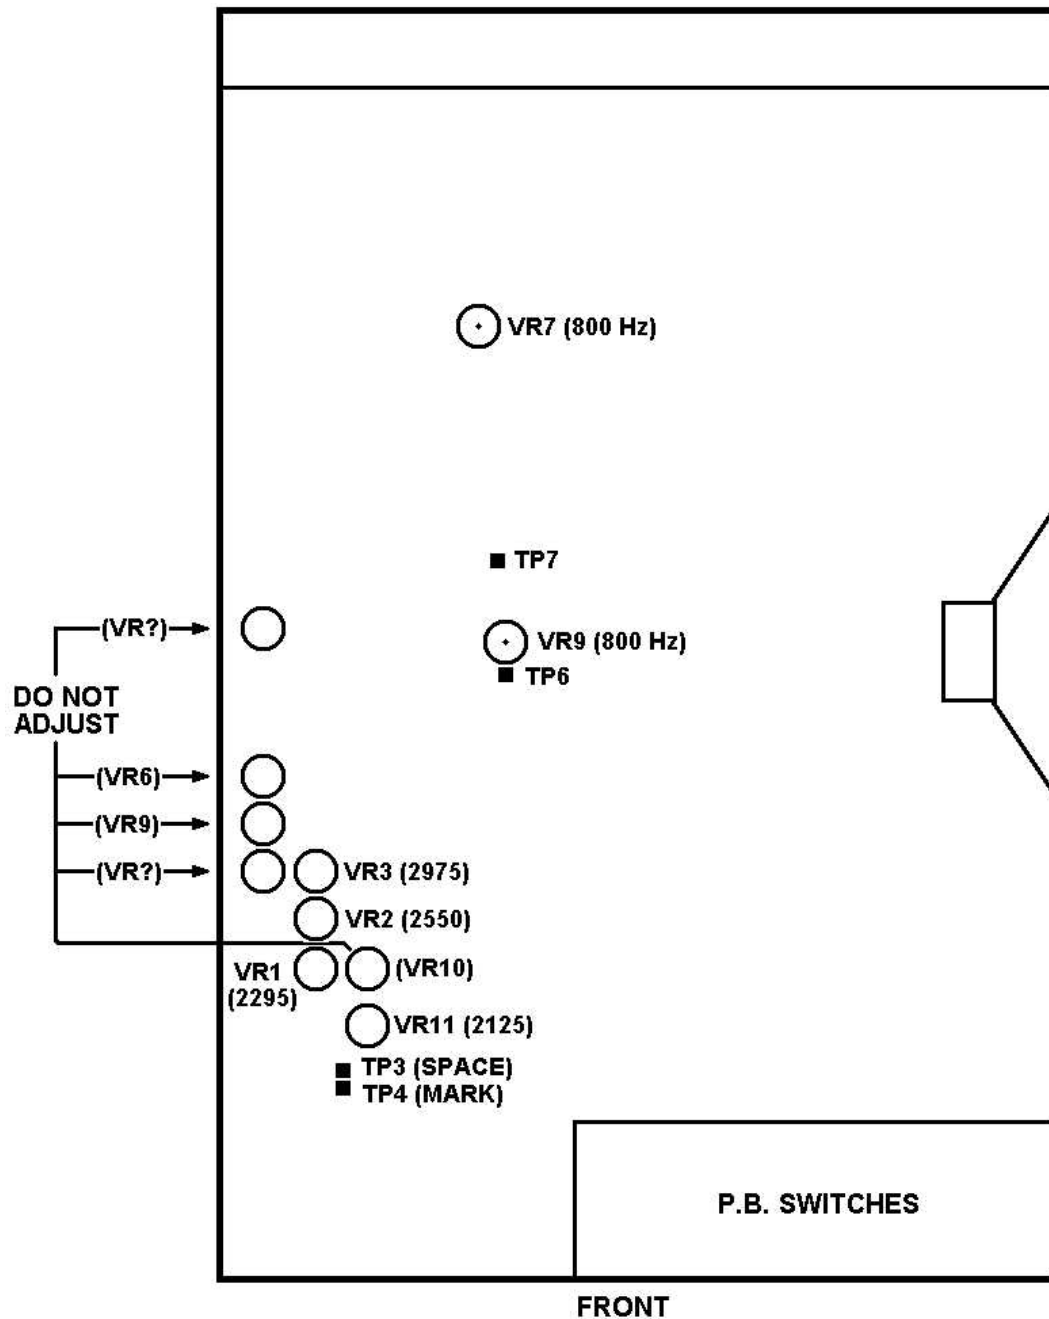 VR7 (800 Hz)
TP7
(VR?)
VR9 (800 Hz)
TP6
DO NOT
ADJUST
(VR6)
(VR9)
(VR?)
VR3 (2975)
VR2 (2550)
VR1
(2295)
(VR10)
VR11 (2125)
TP3 (SPACE)
TP4 (MARK)
P.B. SWITCHES
FRONT